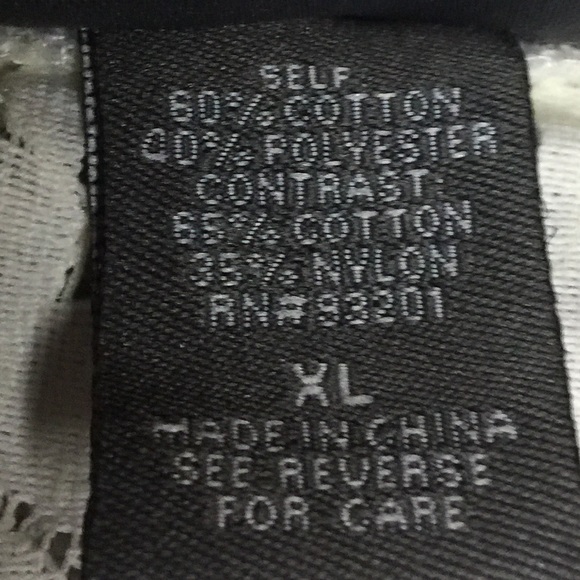 SELF
60% COTTON
40% POLYESTER
CONTRAST:
65% COTTON
35% NYLON
RN# 93201
XL
MADE IN CHINA
SEE REVERSE
FOR CARE